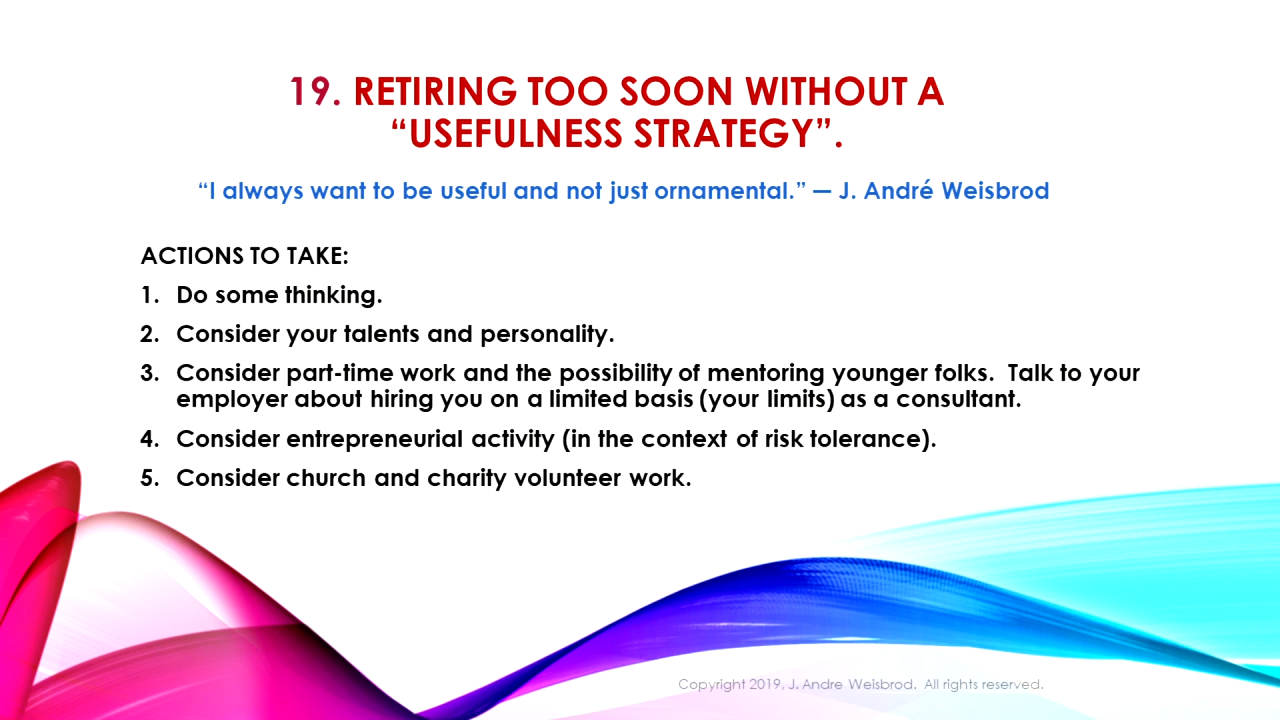 19. RETIRING TOO SOON WITHOUT A
“USEFULNESS STRATEGY”.
“I always want to be useful and not just ornamental.” — J. André Weisbrod
ACTIONS TO TAKE:
1. Do some thinking.
2. Consider your talents and personality.
3. Consider part-time work and the possibility of mentoring younger folks.  Talk to your
employer about hiring you on a limited basis (your limits) as a consultant.
4. Consider entrepreneurial activity (in the context of risk tolerance).
5. Consider church and charity volunteer work.
Copyright 2019, J. Andre Weisbrod.  All rights reserved.